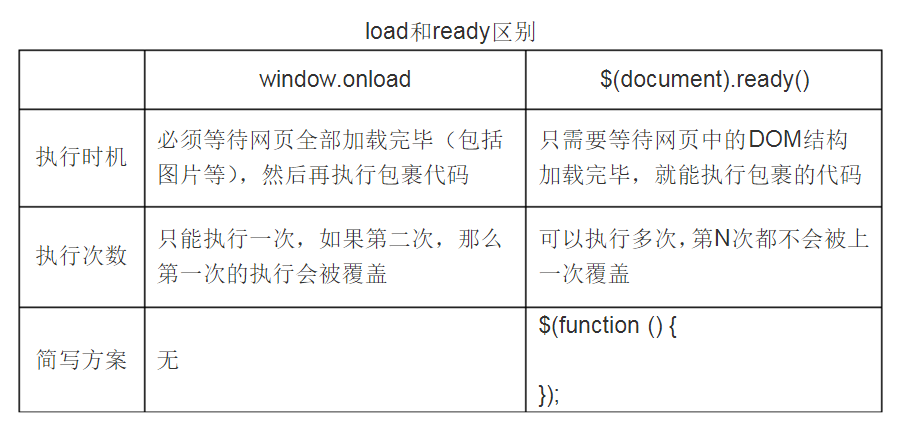 load和ready区别
window.onload
$(document).ready()
执行时机
必须等待网页全部加载完毕（包括
图片等），然后再执行包裹代码
只需要等待网页中的DOM结构
加载完毕，就能执行包裹的代码
执行次数
只能执行一次，如果第二次，那么
第一次的执行会被覆盖
可以执行多次，第N次都不会被上
一次覆盖
简写方案
无
$(function () {
});